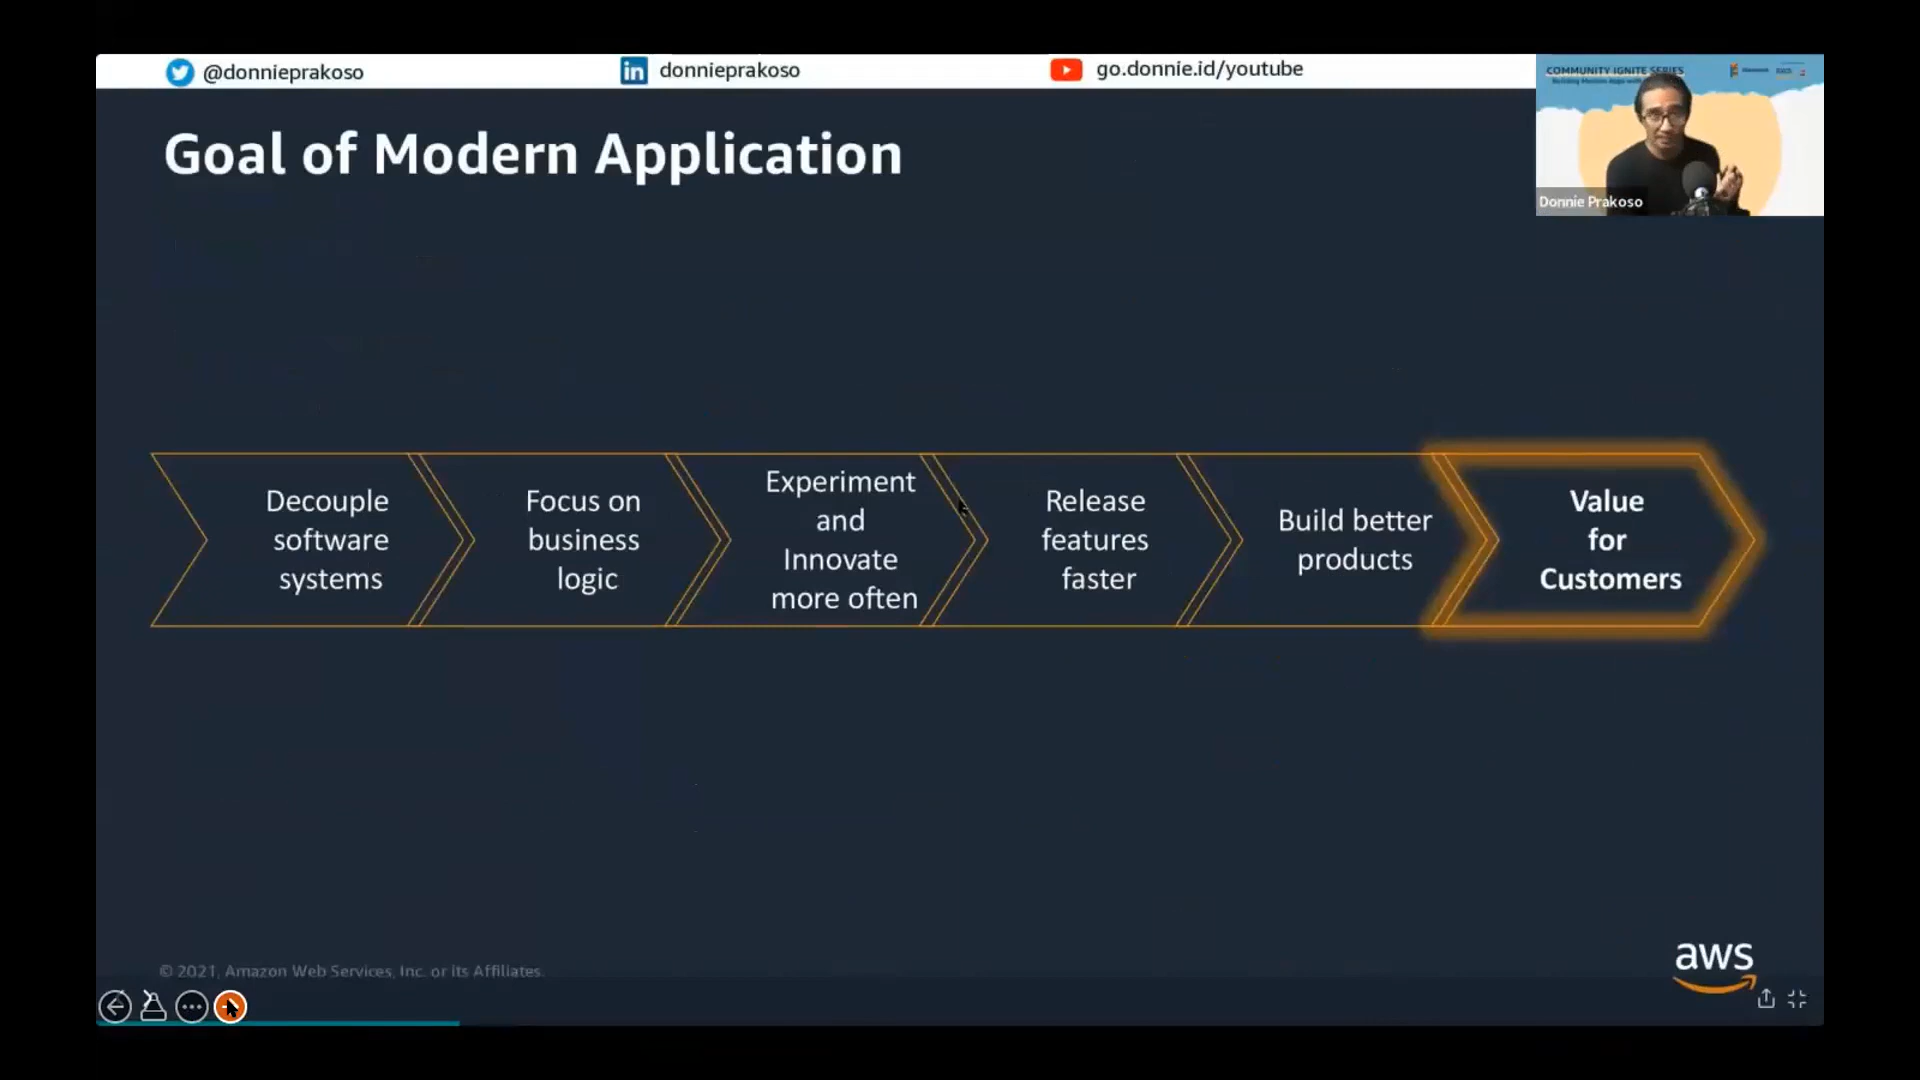 @donnieprakoso
donnieprakoso
go.donnie.id/youtube
COMMUNITY IGNITE SERIES
Donnie Prakoso
Goal of Modern Application
Decouple
software
systems
Focus on
business
logic
Experiment
and
Innovate
more often
Release
features
faster
Build better
products
Value
for
Customers
© 2021, Amazon Web Services, Inc. or its Affiliates.
aws